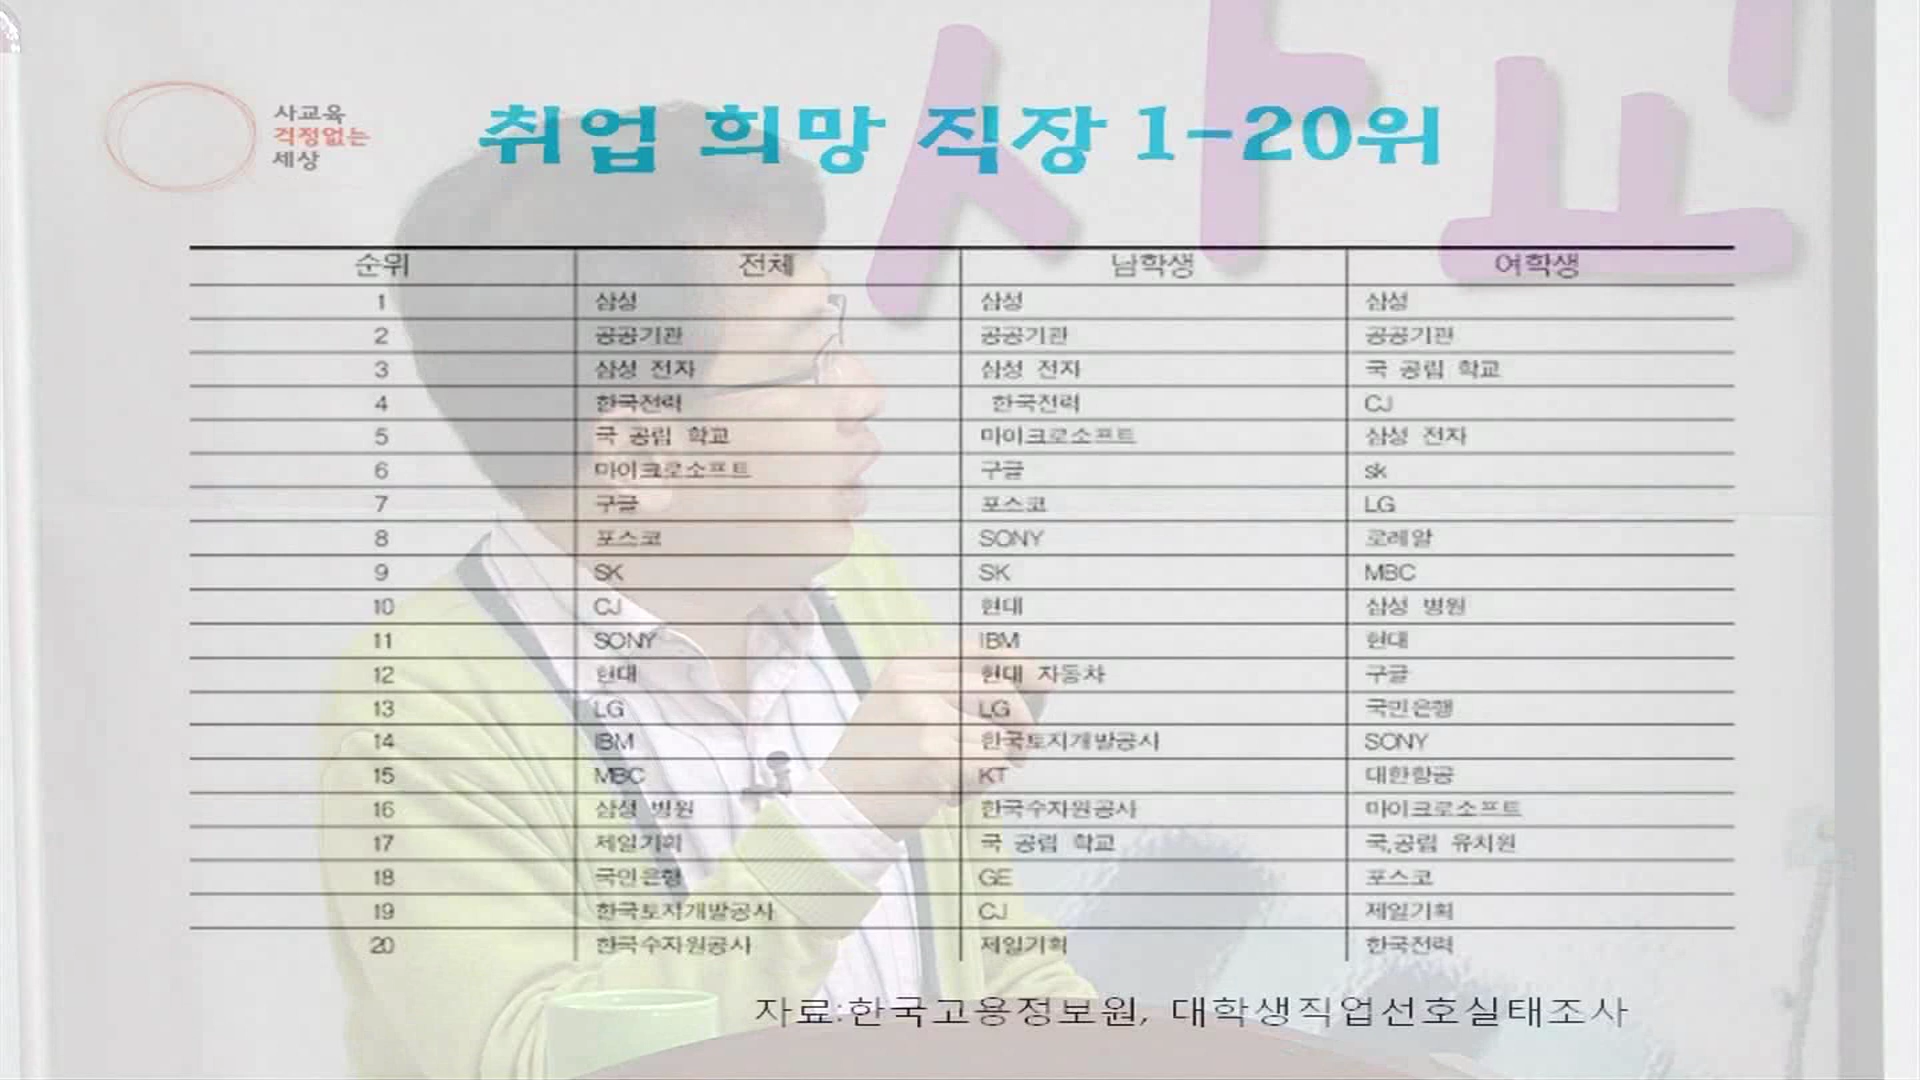 사교육
걱정없는
세상
취업 희망 직장 1-20위
사교
순위 전체 남학생 여학생
1 삼성 삼성 삼성
2 공공기관 공공기관 공공기관
3 삼성 전자 삼성 전자 국 공립 학교
4 한국전력 한국전력 CJ
5 국 공립 학교 마이크로소프트 삼성 전자
6 마이크로소프트 구글 sk
7 구글 포스코 LG
8 포스코 SONY 로레알
9 SK SK MBC
10 CJ 현대 삼성 병원
11 SONY IBM 현대
12 현대 현대 자동차 구글
13 LG LG 국민은행
14 IBM 한국토지개발공사 SONY
15 MBC KT 대한항공
16 삼성 병원 한국수자원공사 마이크로소프트
17 제일기획 국 공립 학교 국,공립 유치원
18 국민은행 GE 포스코
19 한국토지개발공사 CJ 제일기획
20 한국수자원공사 제일기획 한국전력
자료:한국고용정보원, 대학생직업선호실태조사